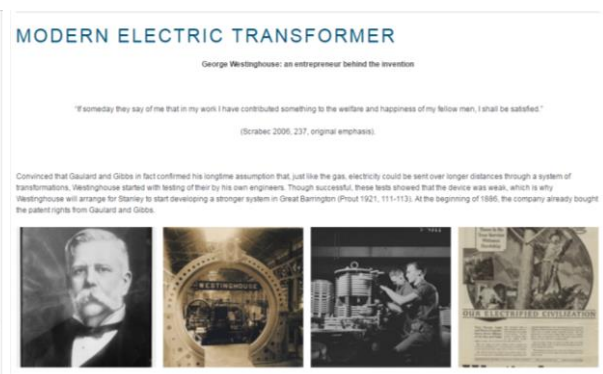 MODERN ELECTRIC TRANSFORMER
George Westinghouse: an entrepreneur behind the invention
"If someday they say of me that in my work I have contributed something to the welfare and happiness of my fellow men, I shall be satisfied."
(Scrabec 2006, 237, original emphasis).
Convinced that Gaulard and Gibbs in fact confirmed his longtime assumption that, just like the gas, electricity could be sent over longer distances through a system of
transformations, Westinghouse started with testing of their by his own engineers. Though successful, these tests showed that the device was weak, which is why
Westinghouse will arrange for Stanley to start developing a stronger system in Great Barrington (Prout 1921, 111-113). At the beginning of 1886, the company already bought
the patent rights from Gaulard and Gibbs.
WESTINGHOUSE
OUR ELECTRIFIED CIVILIZATION